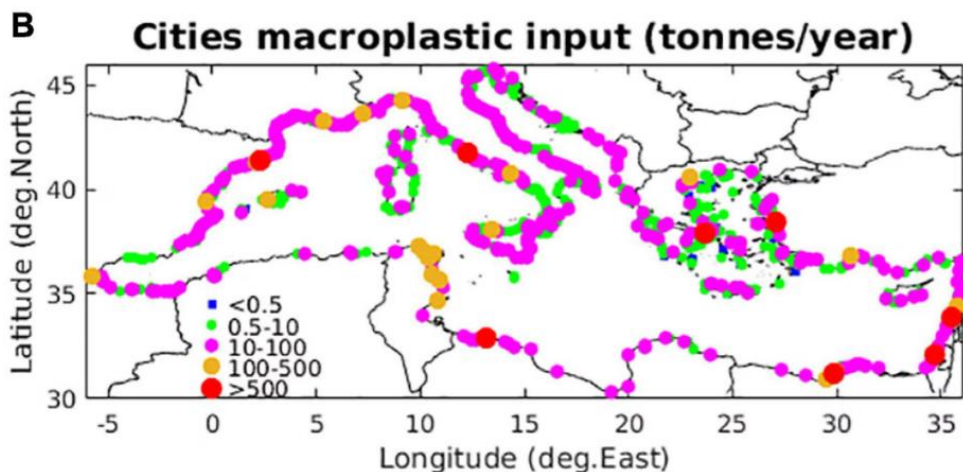 B
Cities macroplastic input (tonnes/year)
Latitude (deg.North)
45
40
35
30
<0.5
0.5-10
10-100
100-500
>500
-5 0 5 10 15 20 25 30 35
Longitude (deg.East)